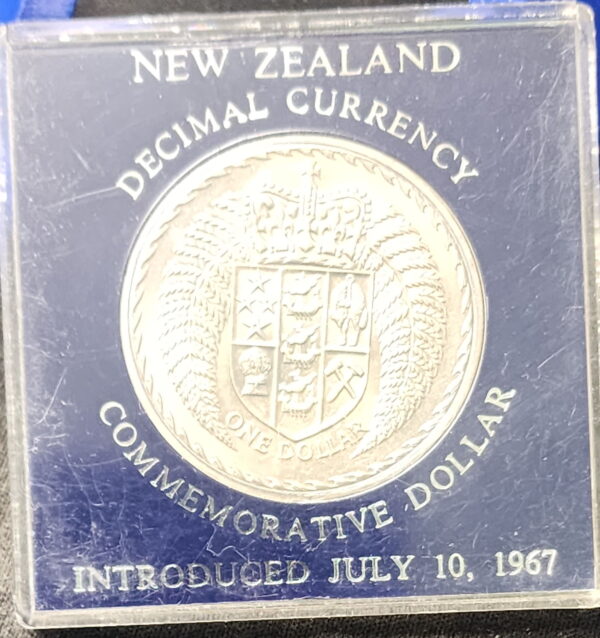 NEW ZEALAND
DECIMAL CURRENCY
ONE DOLLAR
COMMEMORATIVE DOLLAR
INTRODUCED JULY 10, 1967